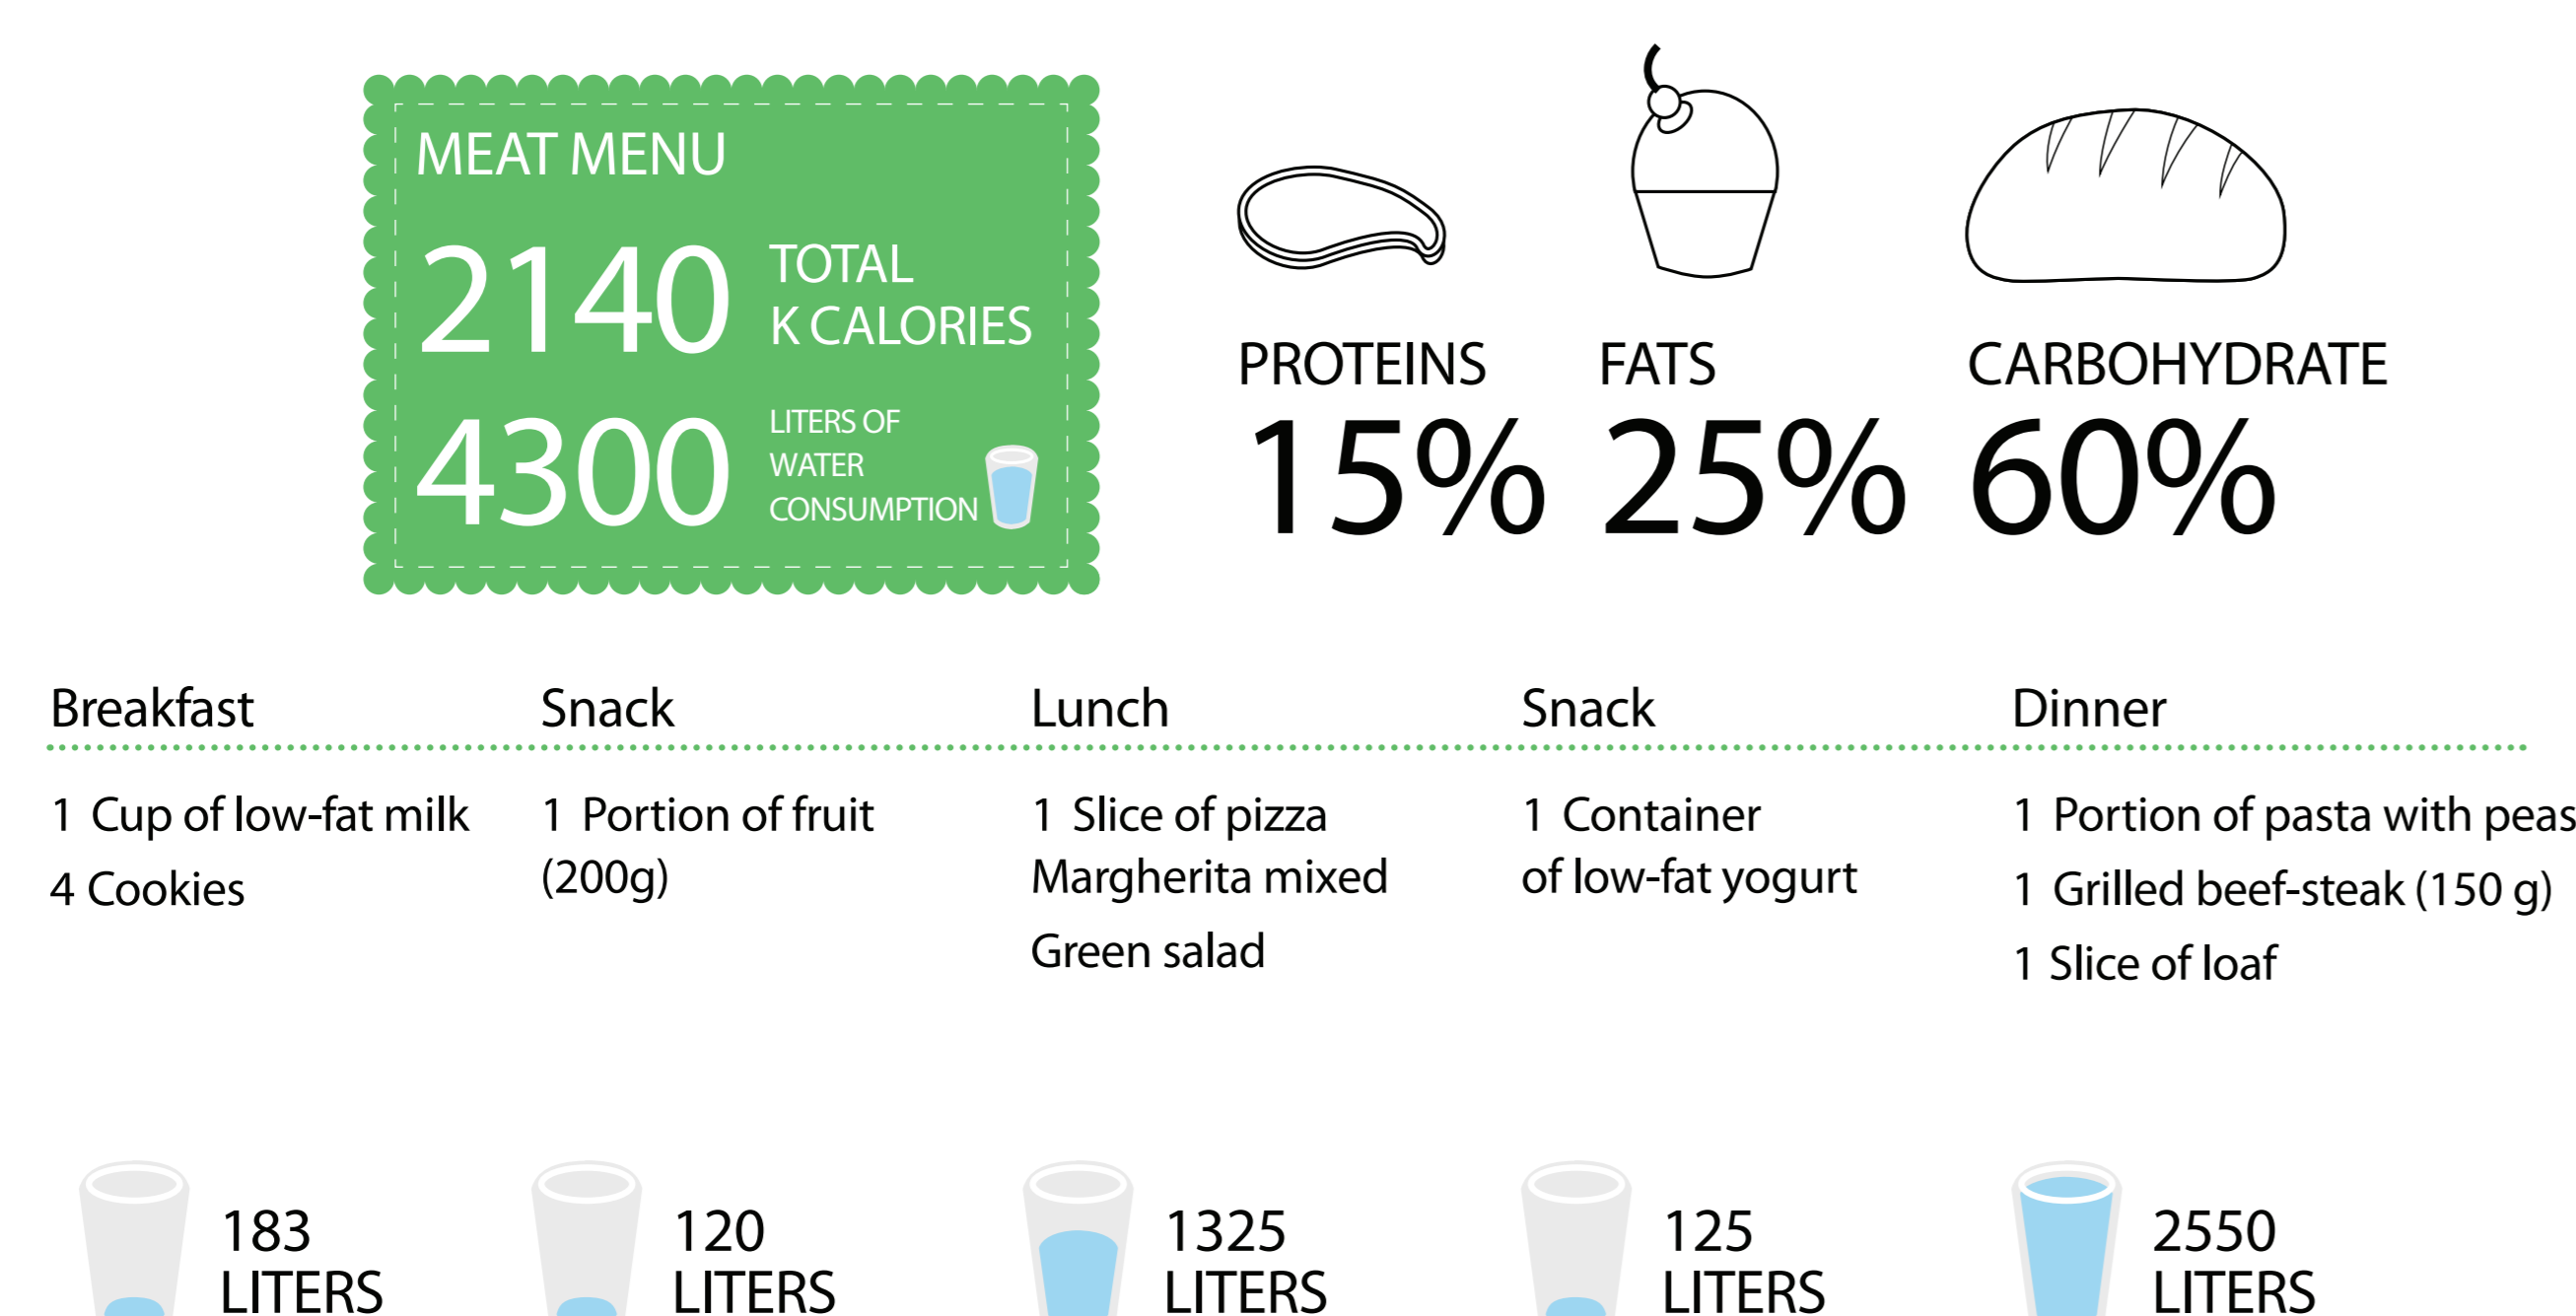 MEAT MENU
2140 TOTAL
K CALORIES
4300 LITERS OF
WATER
CONSUMPTION
PROTEINS
15%
FATS
25%
CARBOHYDRATE
60%
Breakfast
1 Cup of low-fat milk
4 Cookies
Snack
1 Portion of fruit
(200g)
Lunch
1 Slice of pizza
Margherita mixed
Green salad
Snack
1 Container
of low-fat yogurt
Dinner
1 Portion of pasta with peas
1 Grilled beef-steak (150 g)
1 Slice of loaf
183
LITERS
120
LITERS
1325
LITERS
125
LITERS
2550
LITERS